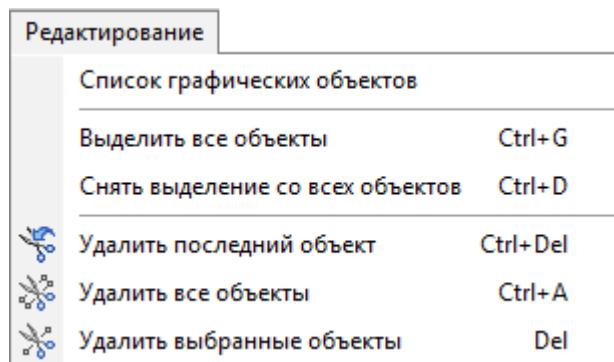 Редактирование
Список графических объектов
Выделить все объекты Ctrl+G
Снять выделение со всех объектов Ctrl+D
Удалить последний объект Ctrl+Del
Удалить все объекты Ctrl+A
Удалить выбранные объекты Del